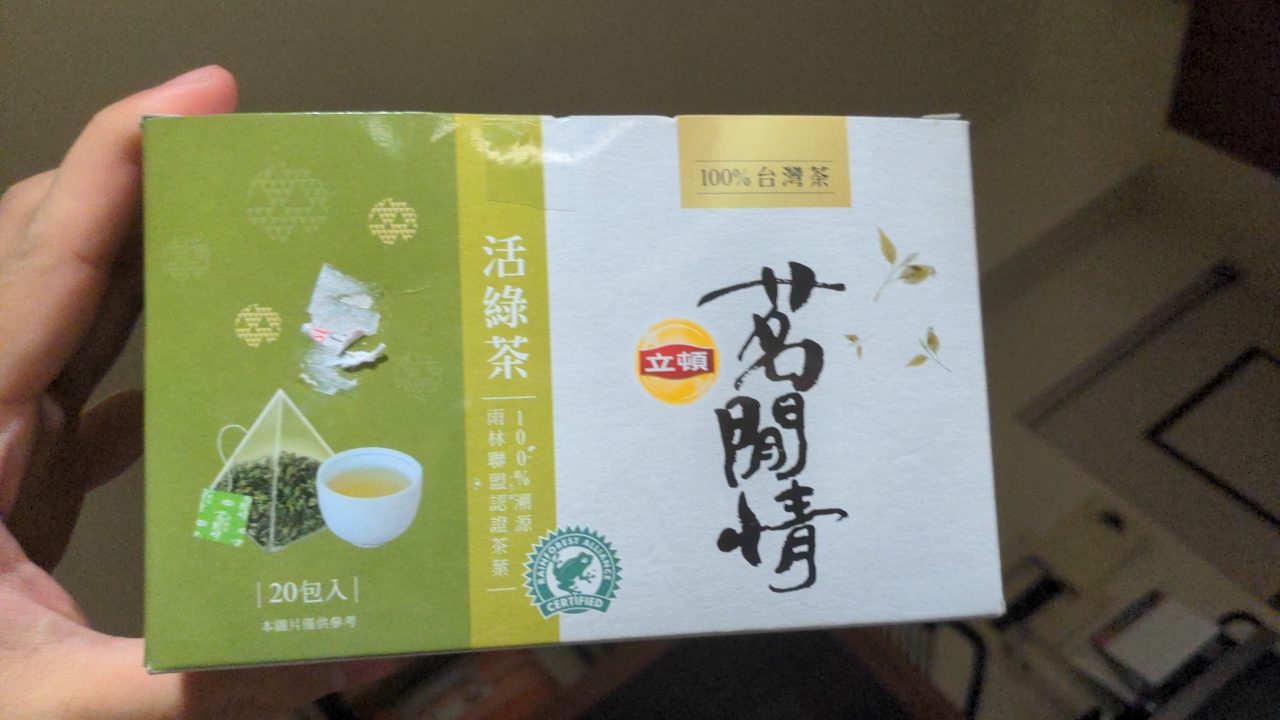 100%台灣茶
立頓
茗閒情
活綠茶
100%溯源
雨林聯盟認證茶葉
RAINFOREST ALLIANCE
CERTIFIED
20包入
本圖片僅供參考